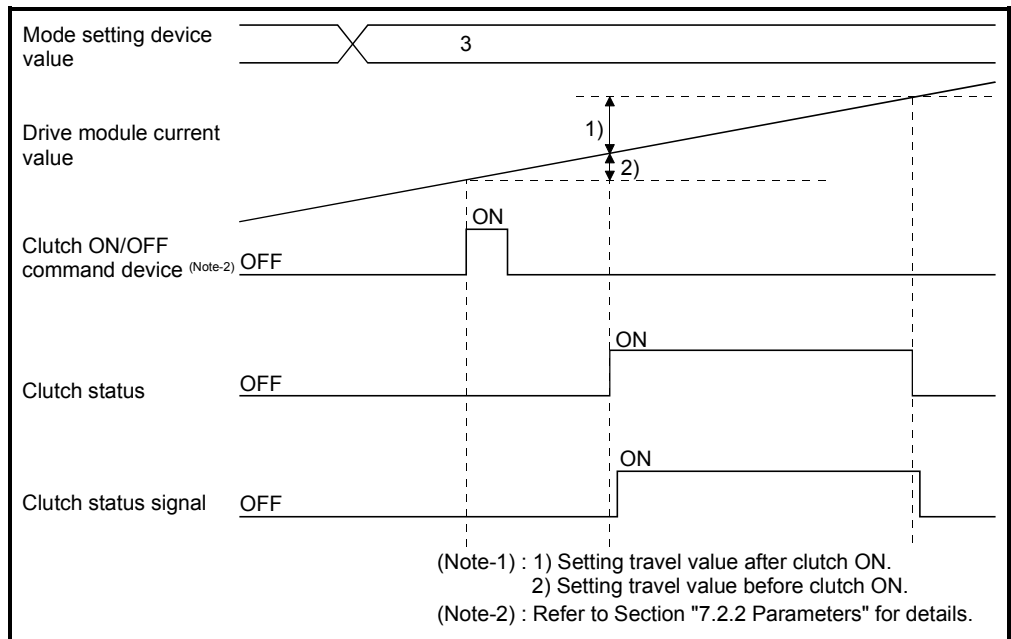 Mode setting device
value
3
Drive module current
value
1)
2)
ON
Clutch ON/OFF
command device (Note-2) OFF
ON
Clutch status OFF
ON
Clutch status signal OFF
(Note-1) : 1) Setting travel value after clutch ON.
2) Setting travel value before clutch ON.
(Note-2) : Refer to Section "7.2.2 Parameters" for details.